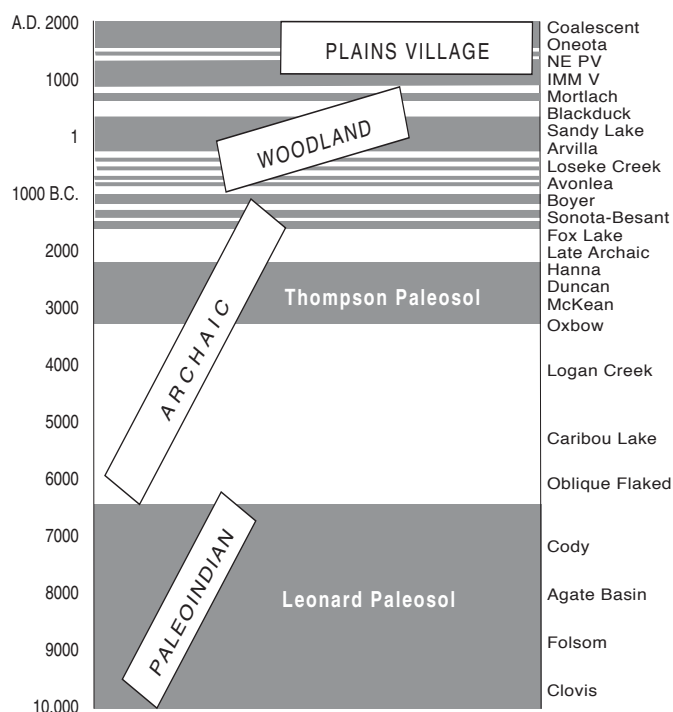 A.D. 2000
1000
1
1000 B.C.
2000
3000
4000
5000
6000
7000
8000
9000
10,000
PLAINS VILLAGE
WOODLAND
ARCHAIC
PALEOINDIAN
Thompson Paleosol
Leonard Paleosol
Coalescent
Oneota
NE PV
IMM V
Mortlach
Blackduck
Sandy Lake
Arvilla
Loseke Creek
Avonlea
Boyer
Sonota-Besant
Fox Lake
Late Archaic
Hanna
Duncan
McKean
Oxbow
Logan Creek
Caribou Lake
Oblique Flaked
Cody
Agate Basin
Folsom
Clovis